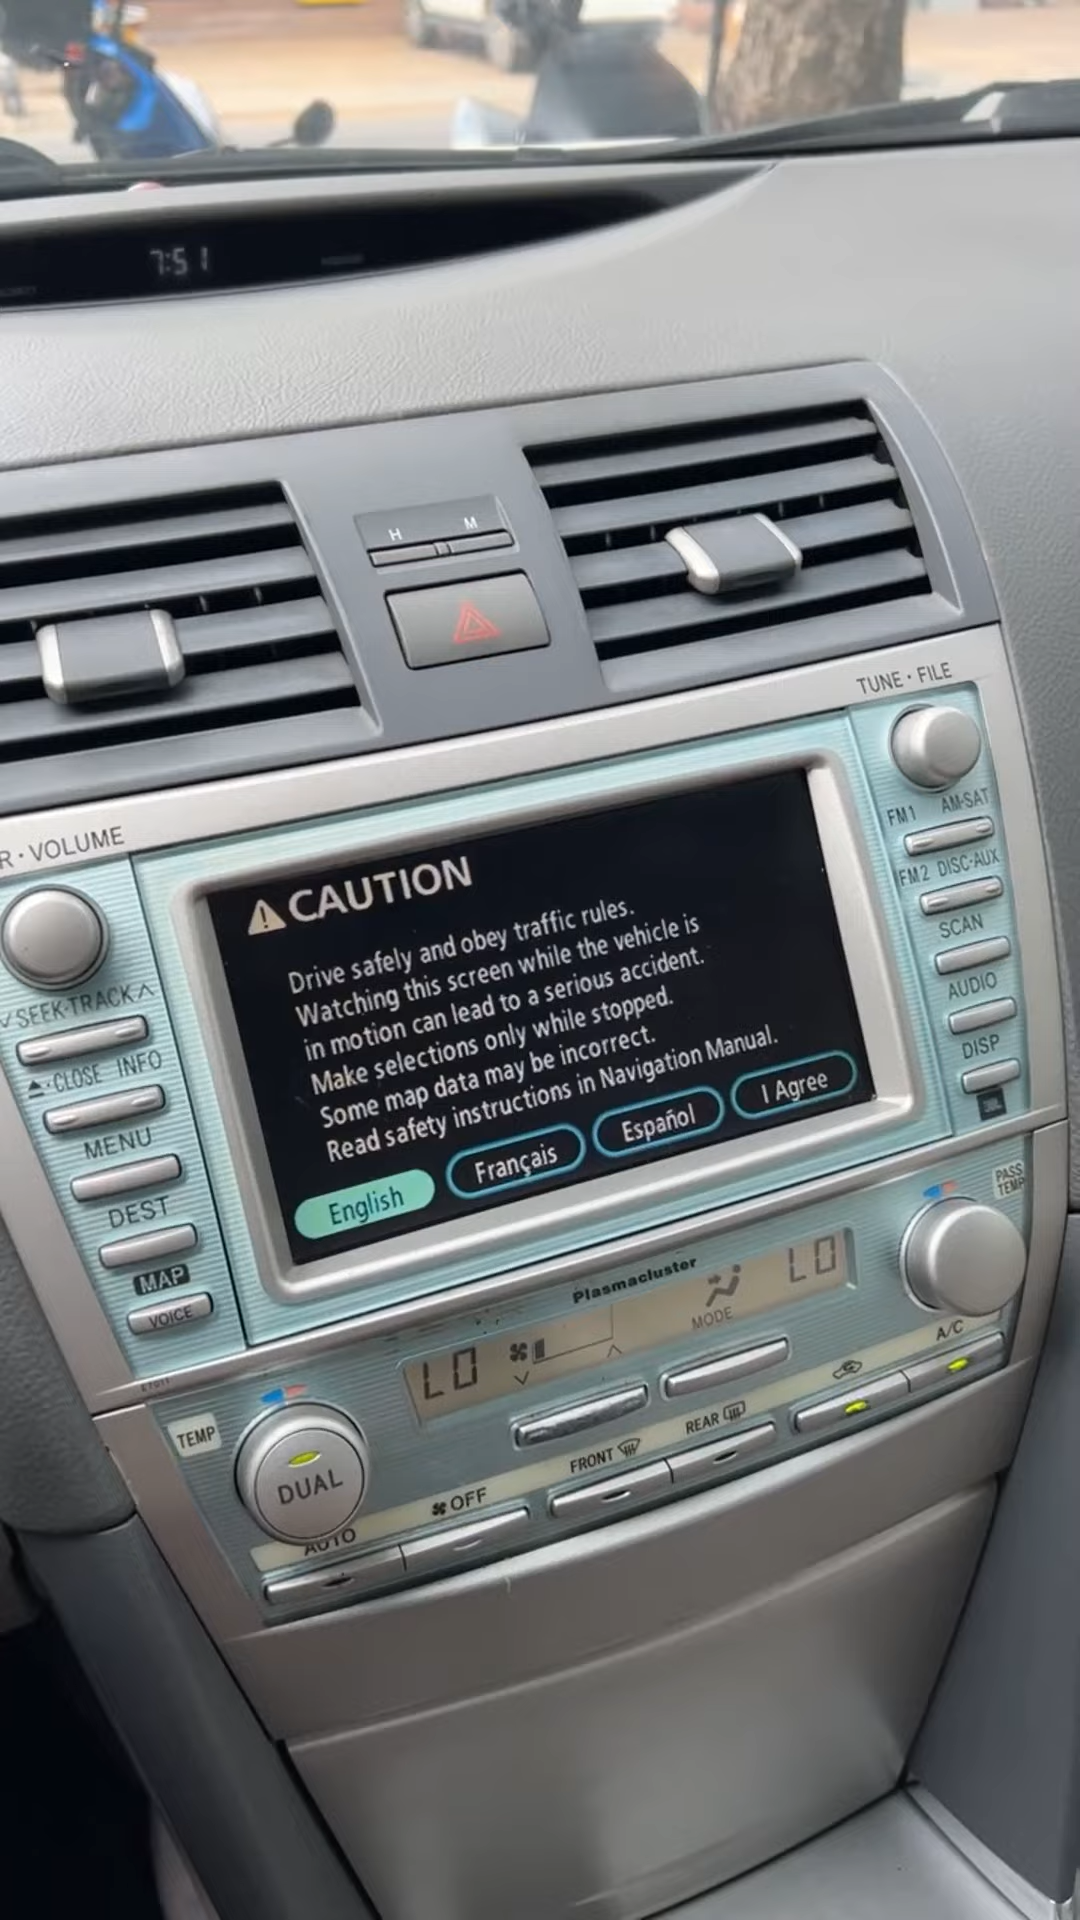 7:51
H M
TUNE · FILE
R · VOLUME
FM1 AM·SAT
FM2 DISC·AUX
SCAN
AUDIO
DISP
JBL
∨ SEEK·TRACK ∧
⏏·CLOSE INFO
MENU
DEST
MAP
VOICE
⚠ CAUTION
Drive safely and obey traffic rules.
Watching this screen while the vehicle is
in motion can lead to a serious accident.
Make selections only while stopped.
Some map data may be incorrect.
Read safety instructions in Navigation Manual.
English Français Español I Agree
PASS
TEMP
Plasmacluster
LO MODE LO
TEMP
DUAL
AUTO
OFF
FRONT
REAR
A/C